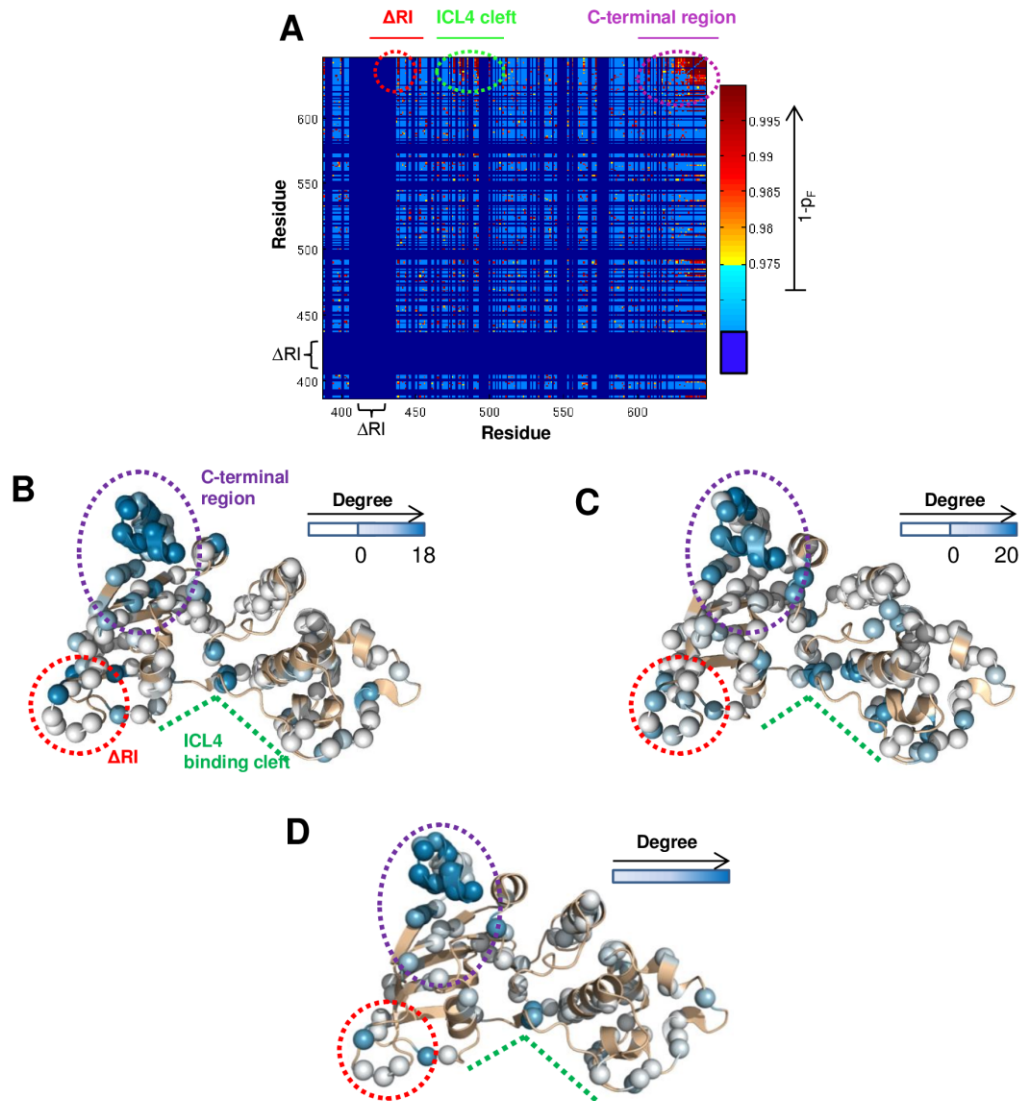 ΔRI ICL4 cleft C-terminal region
A
600
550
500
450
400
Residue
ΔRI
400 450 500 550 600
ΔRI
Residue
0.995
0.99
0.985
0.98
0.975
1-pF
B
C-terminal
region
Degree
0 18
ΔRI
ICL4
binding cleft
C
Degree
0 20
D
Degree